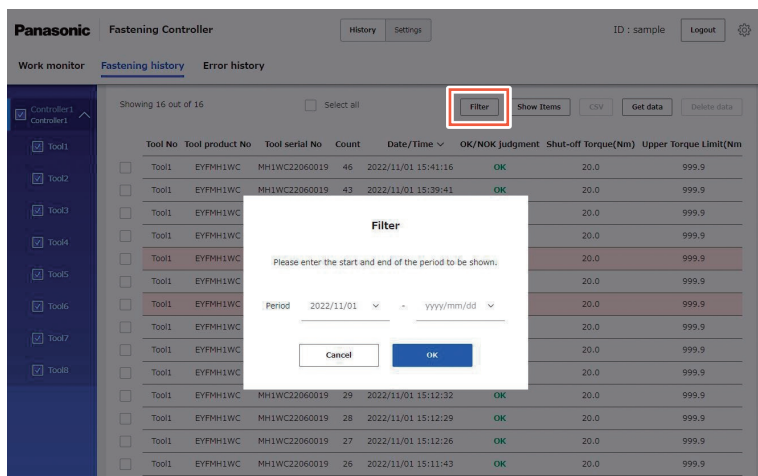 Panasonic Fastening Controller History Settings ID : sample Logout
Work monitor Fastening history Error history
Controller1
Controller1
Tool1
Tool2
Tool3
Tool4
Tool5
Tool6
Tool7
Tool8
Showing 16 out of 16 Select all Filter Show Items CSV Get data Delete data
Tool No Tool product No Tool serial No Count Date/Time OK/NOK judgment Shut-off Torque(Nm) Upper Torque Limit(Nm
Tool1 EYFMH1WC MH1WC22060019 46 2022/11/01 15:41:16 OK 20.0 999.9
Tool1 EYFMH1WC MH1WC22060019 43 2022/11/01 15:39:41 OK 20.0 999.9
Tool1 EYFMH1WC 20.0 999.9
Tool1 EYFMH1WC 20.0 999.9
Tool1 EYFMH1WC 20.0 999.9
Tool1 EYFMH1WC 20.0 999.9
Tool1 EYFMH1WC 20.0 999.9
Tool1 EYFMH1WC 20.0 999.9
Tool1 EYFMH1WC 20.0 999.9
Tool1 EYFMH1WC 20.0 999.9
Tool1 EYFMH1WC MH1WC22060019 29 2022/11/01 15:12:32 OK 20.0 999.9
Tool1 EYFMH1WC MH1WC22060019 28 2022/11/01 15:12:29 OK 20.0 999.9
Tool1 EYFMH1WC MH1WC22060019 27 2022/11/01 15:12:26 OK 20.0 999.9
Tool1 EYFMH1WC MH1WC22060019 26 2022/11/01 15:11:43 OK 20.0 999.9
Filter
Please enter the start and end of the period to be shown.
Period 2022/11/01 - yyyy/mm/dd
Cancel OK